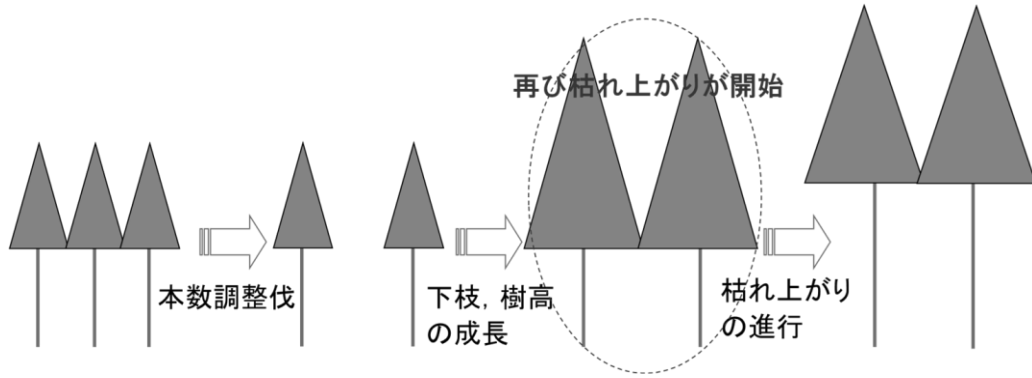 再び枯れ上がりが開始
本数調整伐
下枝，樹高
の成長
枯れ上がり
の進行